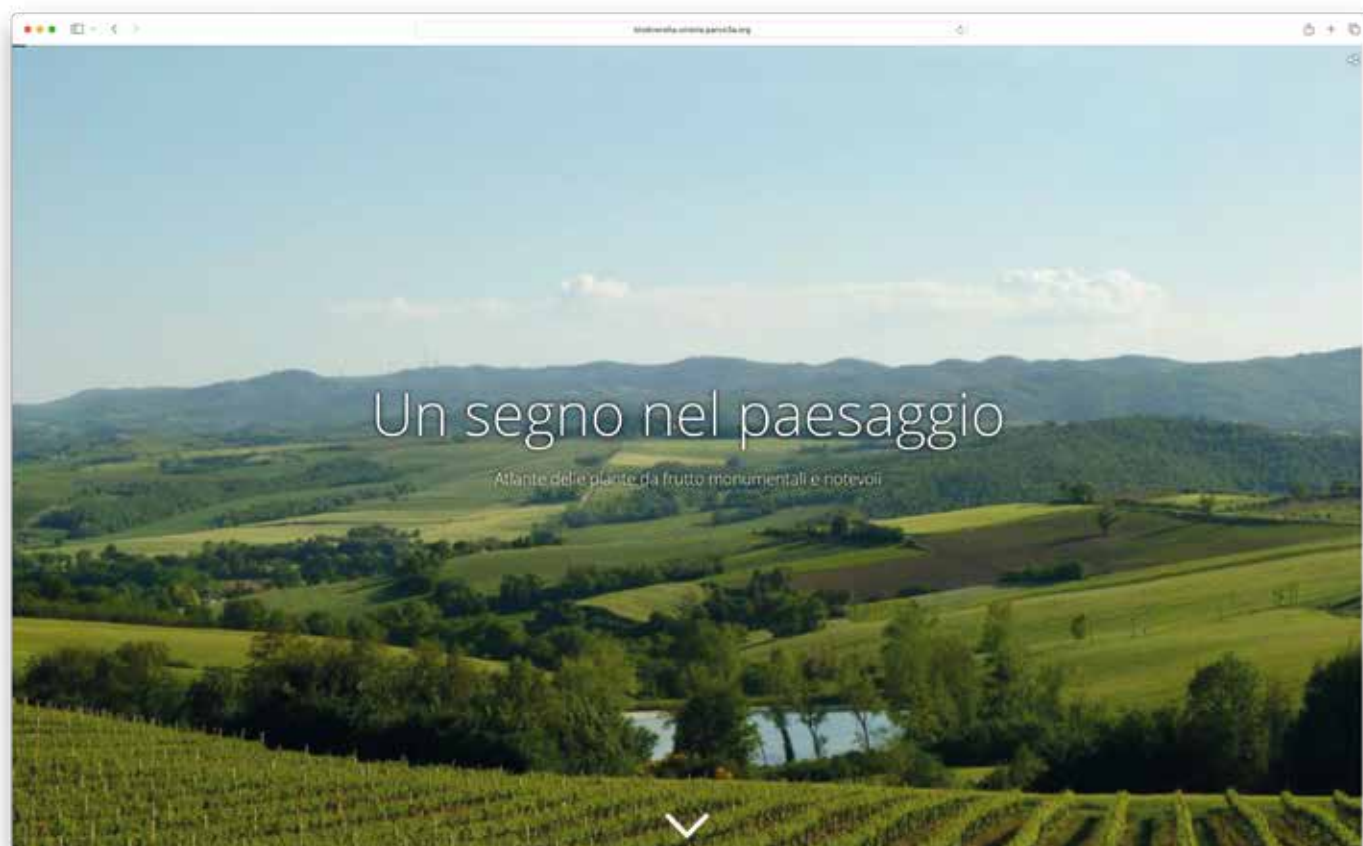 Un segno nel paesaggio
Atlante delle piante da frutto monumentali e notevoli